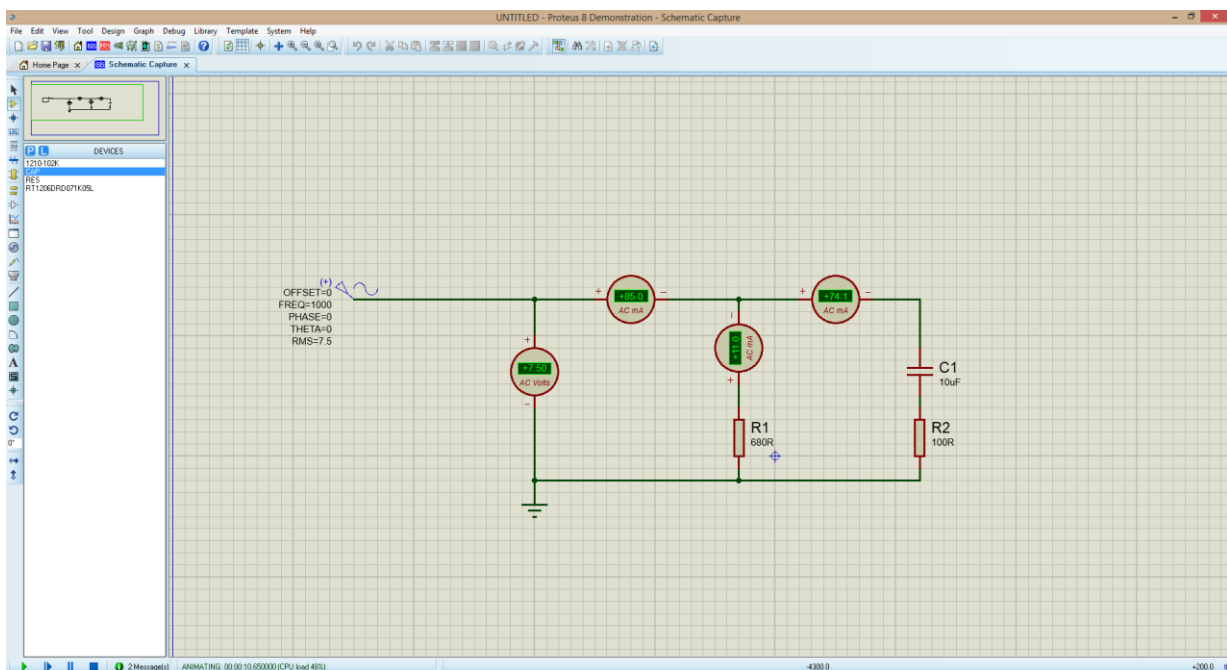 UNTITLED - Proteus 8 Demonstration - Schematic Capture
File Edit View Tool Design Graph Debug Library Template System Help
Home Page Schematic Capture
P L DEVICES
1210-102K
CAP
RES
RT1206DRD071K05L
LBL
A
0°
(+)
OFFSET=0
FREQ=1000
PHASE=0
THETA=0
RMS=7.5
+ +85.0 −
AC mA
+ +74.1 −
AC mA
−
+11.0
AC mA
+
+
+7.50
AC Volts
−
C1
10uF
R1
680R
R2
100R
2 Message(s) ANIMATING: 00:00:10.650000 (CPU load 48%) -4300.0 +200.0